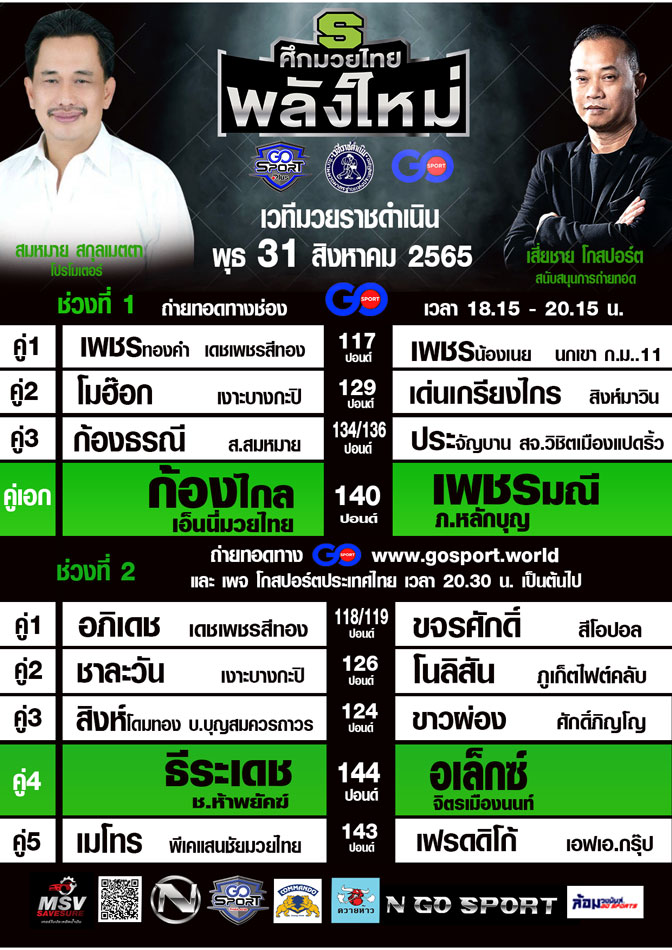 S
ศึกมวยไทย
พลังใหม่
GO SPORT
GO SPORT
เวทีมวยราชดำเนิน
พุธ 31 สิงหาคม 2565
สมหมาย สกุลเมตตา
โปรโมเตอร์
เสี่ยชาย โกสปอร์ต
สนับสนุนการถ่ายทอด
ช่วงที่ 1 ถ่ายทอดทางช่อง GO SPORT เวลา 18.15 - 20.15 น.
คู่1 เพชรทองคำ เดชเพชรสีทอง 117 ปอนด์ เพชรน้องเนย นกเขา ก.ม..11
คู่2 โมฮ๊อก เงาะบางกะปิ 129 ปอนด์ เด่นเกรียงไกร สิงห์มาวิน
คู่3 ก้องธรณี ส.สมหมาย 134/136 ปอนด์ ประจัญบาน สจ.วิชิตเมืองแปดริ้ว
คู่เอก ก้องไกล เอ็นนี่มวยไทย 140 ปอนด์ เพชรมณี ภ.หลักบุญ
ช่วงที่ 2 ถ่ายทอดทาง GO SPORT www.gosport.world
และ เพจ โกสปอร์ตประเทศไทย เวลา 20.30 น. เป็นต้นไป
คู่1 อภิเดช เดชเพชรสีทอง 118/119 ปอนด์ ขจรศักดิ์ สีโอปอล
คู่2 ชาละวัน เงาะบางกะปิ 126 ปอนด์ โนลิสัน ภูเก็ตไฟต์คลับ
คู่3 สิงห์โดมทอง บ.บุญสมควรถาวร 124 ปอนด์ ขาวผ่อง ศักดิ์ภิญโญ
คู่4 ธีระเดช ช.ห้าพยัคฆ์ 144 ปอนด์ อเล็กซ์ จิตรเมืองนนท์
คู่5 เมโทร พีเคแสนชัยมวยไทย 143 ปอนด์ เฟรดดิโก้ เอฟเอ.กรุ๊ป
MSV
SAVESURE
N
GO SPORT
COMMANDO
ควายหาว
N GO SPORT
ล้อมวงมันส์
GO SPORTS